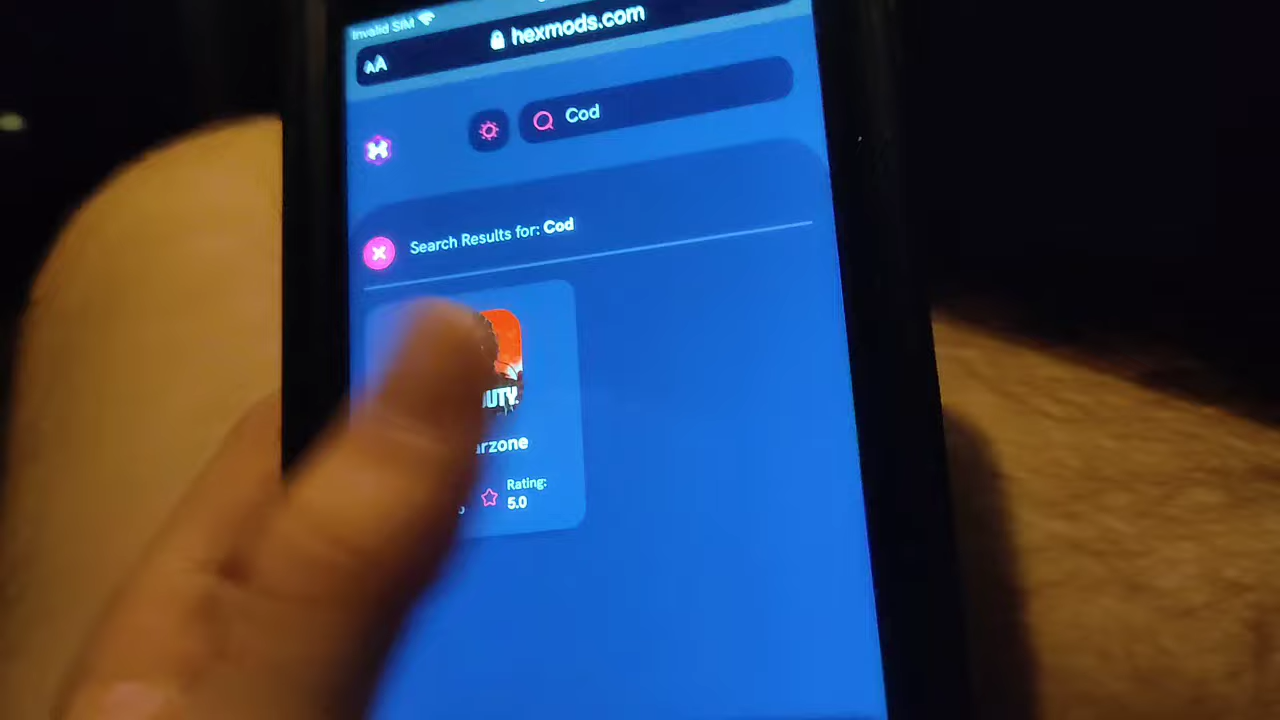 Invalid SIM
AA
hexmods.com
Cod
Search Results for: Cod
UTY.
arzone
Rating:
5.0